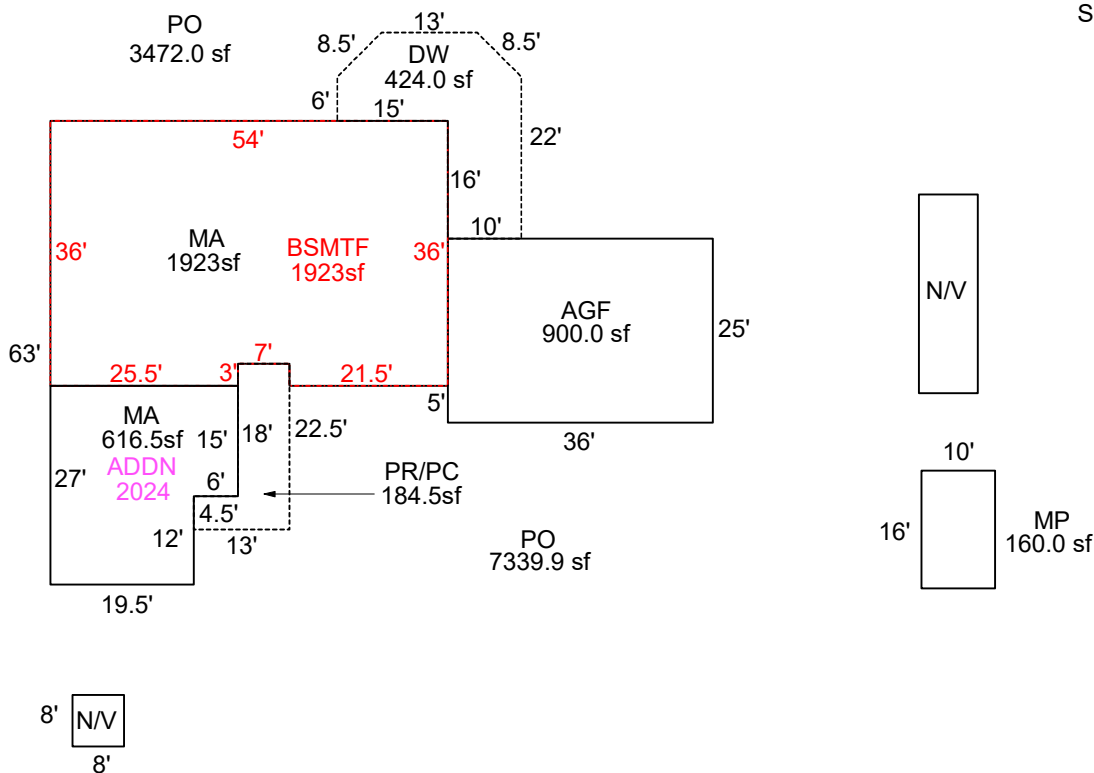 S
PO
3472.0 sf
13'
8.5'
8.5'
DW
424.0 sf
6'
15'
22'
54'
16'
10'
36'
MA
1923sf
BSMTF
1923sf
36'
AGF
900.0 sf
25'
N/V
63'
25.5'
3'
7'
21.5'
5'
36'
MA
616.5sf
ADDN
2024
15'
18'
22.5'
27'
6'
4.5'
12'
13'
19.5'
PR/PC
184.5sf
PO
7339.9 sf
10'
16'
MP
160.0 sf
8'
N/V
8'